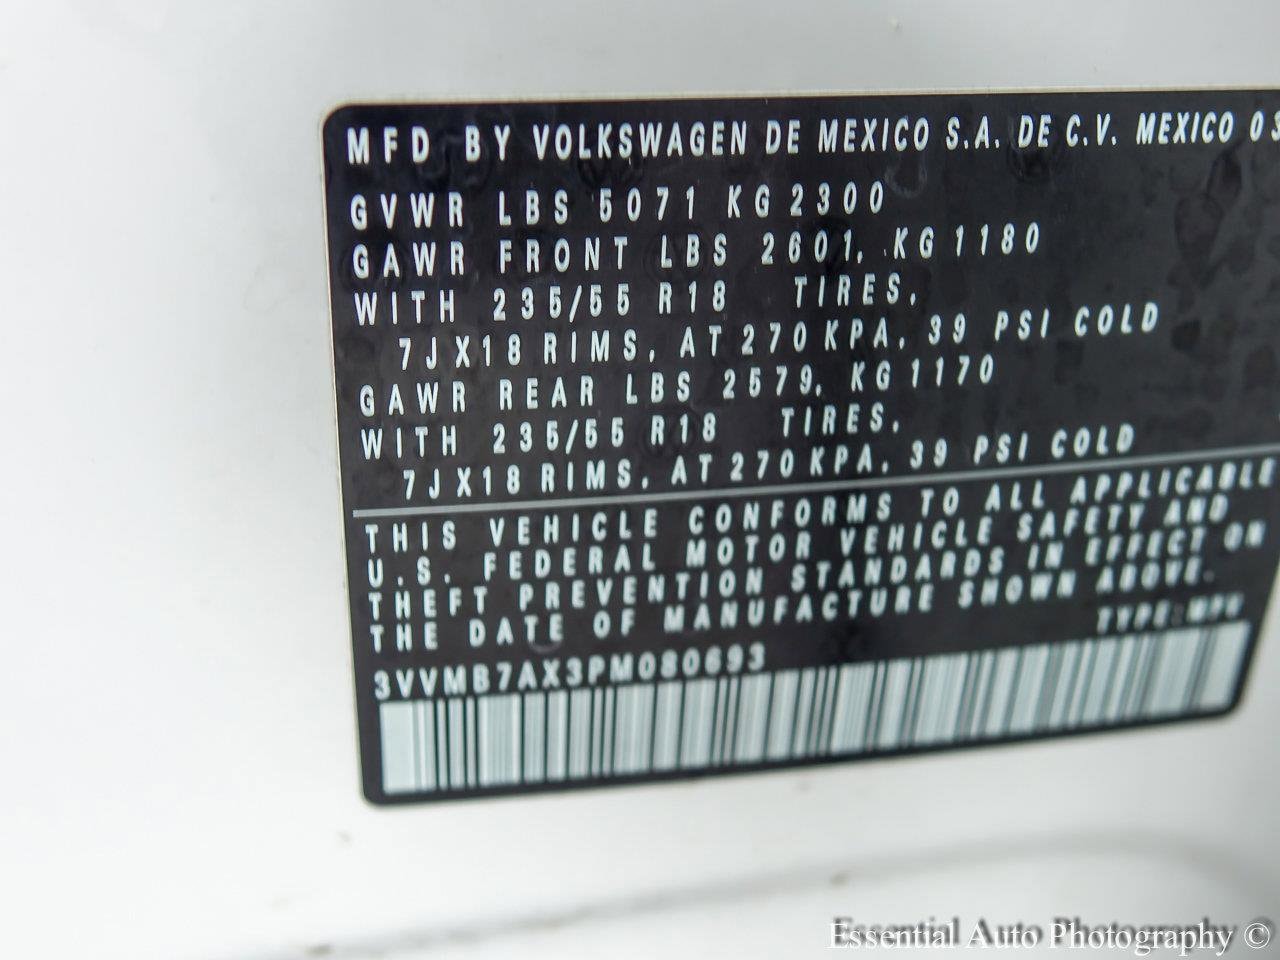 MFD BY VOLKSWAGEN DE MEXICO S.A. DE C.V. MEXICO 03
GVWR LBS 5071 KG 2300
GAWR FRONT LBS 2601, KG 1180
WITH 235/55 R18 TIRES,
7JX18 RIMS, AT 270 KPA, 39 PSI COLD
GAWR REAR LBS 2579, KG 1170
WITH 235/55 R18 TIRES,
7JX18 RIMS, AT 270 KPA, 39 PSI COLD
THIS VEHICLE CONFORMS TO ALL APPLICABLE
U.S. FEDERAL MOTOR VEHICLE SAFETY AND
THEFT PREVENTION STANDARDS IN EFFECT ON
THE DATE OF MANUFACTURE SHOWN ABOVE.
TYPE: MPV
3VVMB7AX3PM080693
Essential Auto Photography ©